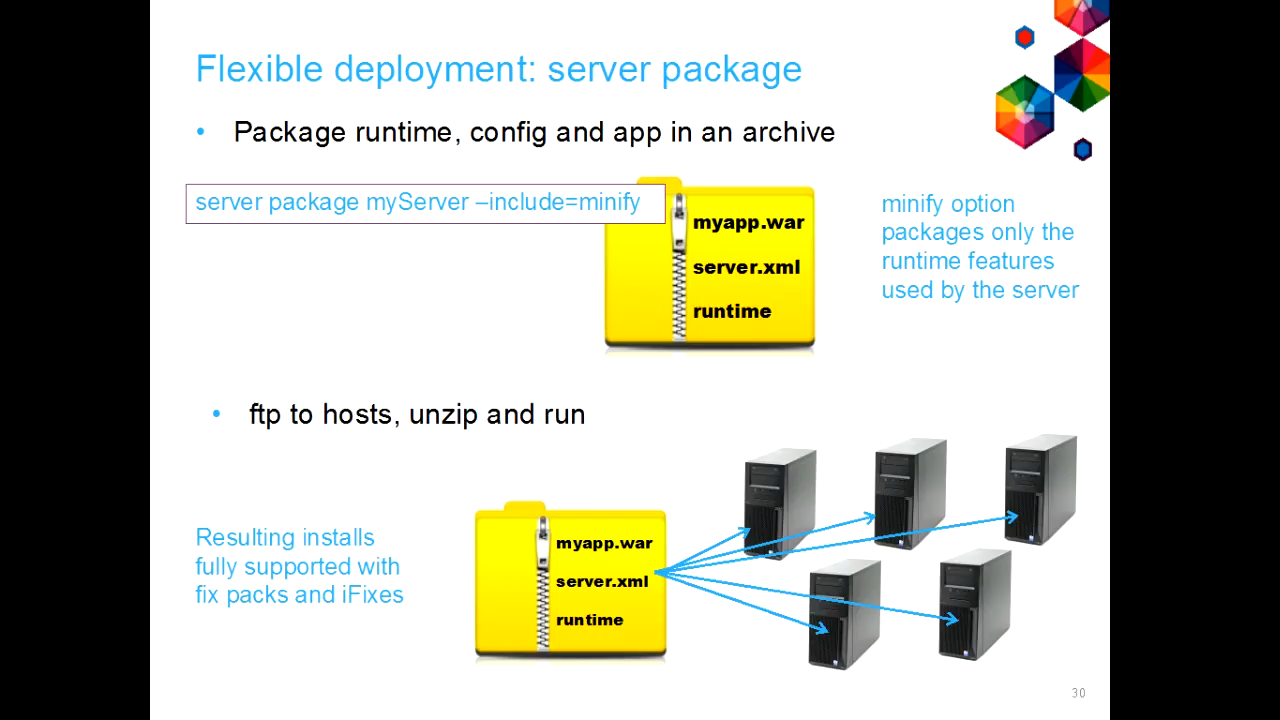 Flexible deployment: server package
• Package runtime, config and app in an archive
server package myServer –include=minify
myapp.war
server.xml
runtime
minify option
packages only the
runtime features
used by the server
• ftp to hosts, unzip and run
Resulting installs
fully supported with
fix packs and iFixes
myapp.war
server.xml
runtime
30